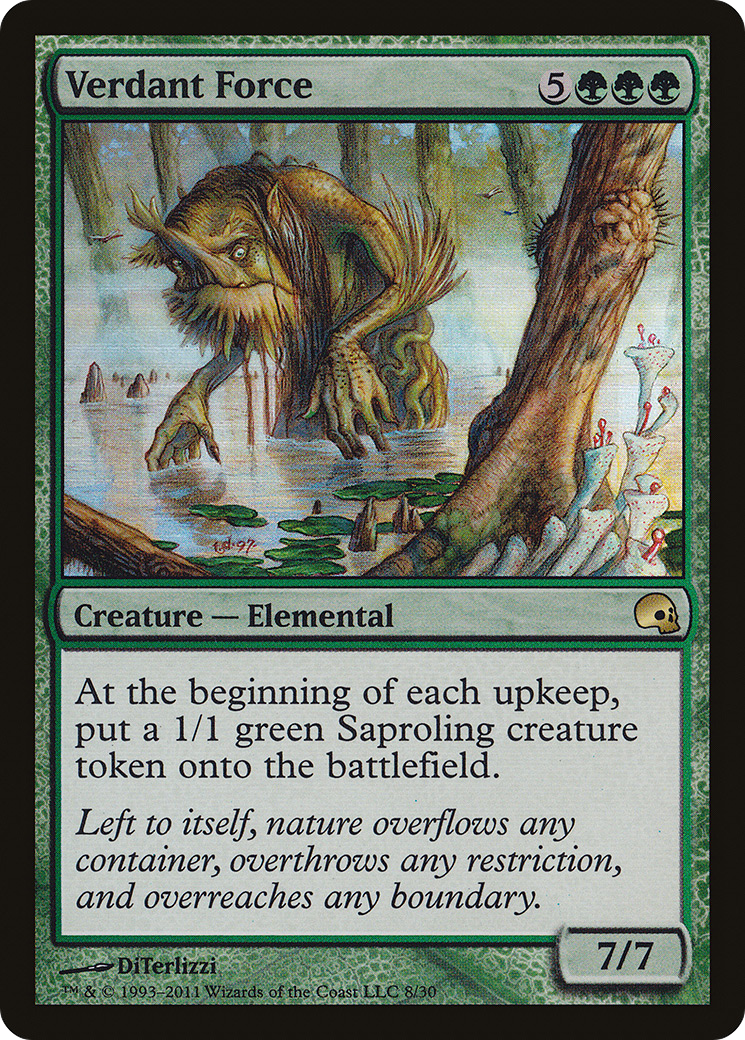 Verdant Force 5
tjd·97
Creature — Elemental
At the beginning of each upkeep,
put a 1/1 green Saproling creature
token onto the battlefield.
Left to itself, nature overflows any
container, overthrows any restriction,
and overreaches any boundary.
7/7
DiTerlizzi
™ & © 1993–2011 Wizards of the Coast LLC 8/30